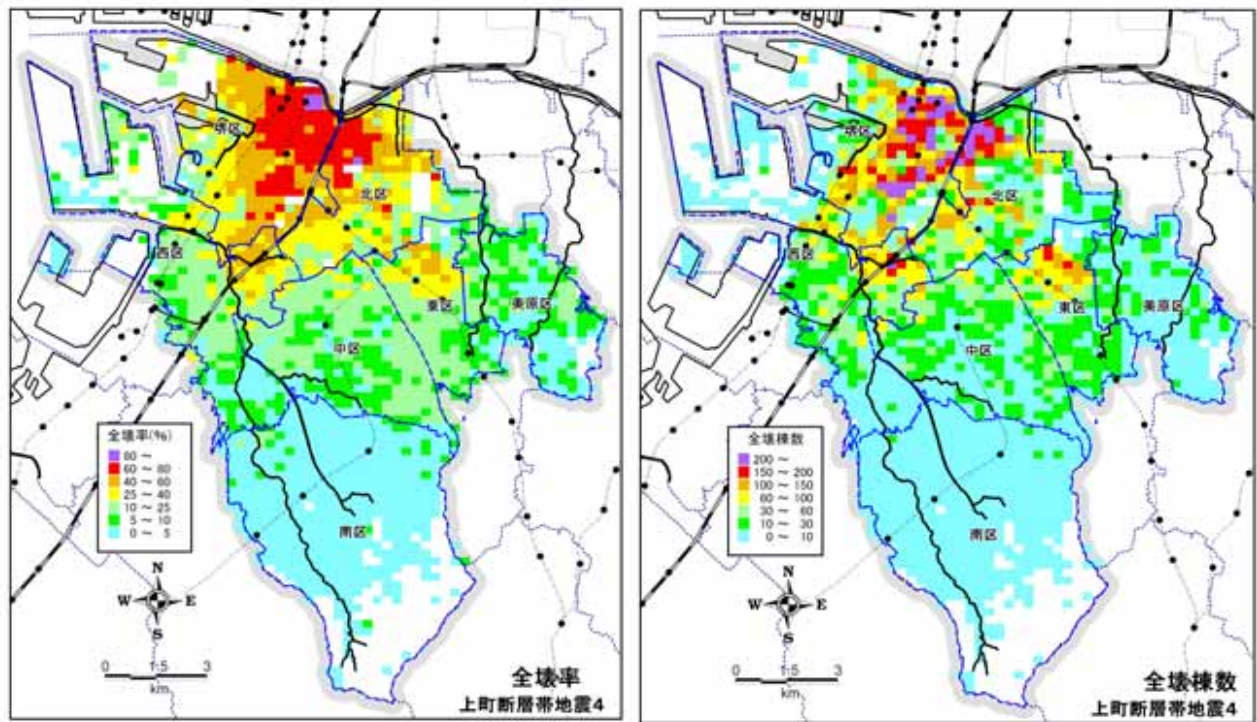 堺区
北区
西区
東区
美原区
中区
南区
全壊率(%)
80 ～
60 ～ 80
40 ～ 60
25 ～ 40
10 ～ 25
5 ～ 10
0 ～ 5
N
W E
S
0 1.5 3
km
全壊率
上町断層帯地震4
堺区
北区
西区
東区
美原区
中区
南区
全壊棟数
200 ～
150 ～ 200
100 ～ 150
60 ～ 100
30 ～ 60
10 ～ 30
0 ～ 10
N
W E
S
0 1.5 3
km
全壊棟数
上町断層帯地震4